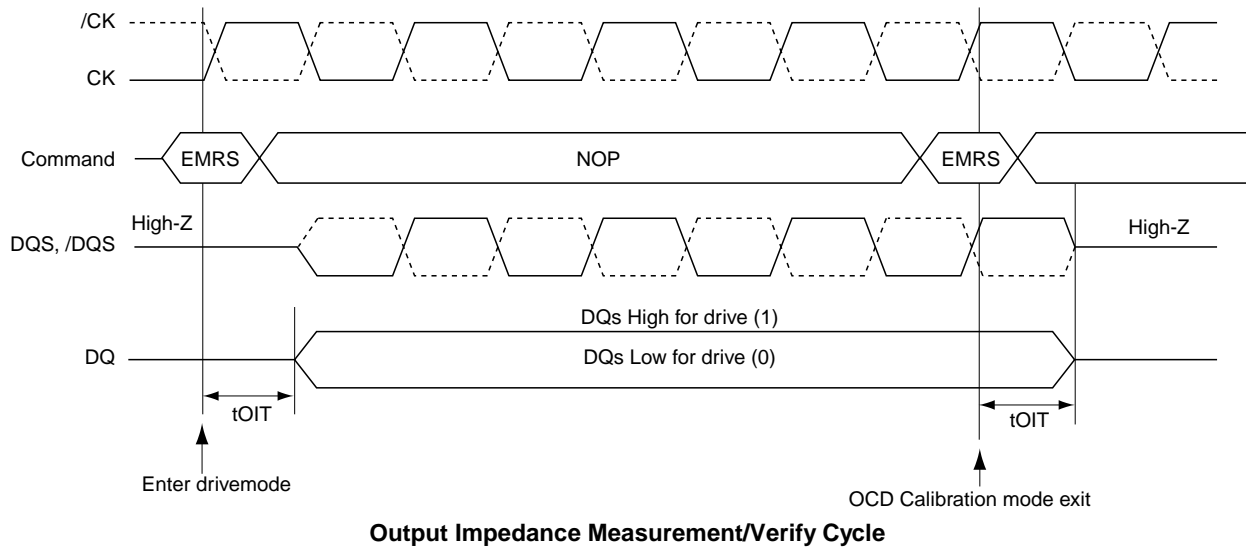 /CK
CK
Command
EMRS
NOP
EMRS
High-Z
High-Z
DQS, /DQS
DQs High for drive (1)
DQ
DQs Low for drive (0)
tOIT
tOIT
Enter drivemode
OCD Calibration mode exit
Output Impedance Measurement/Verify Cycle